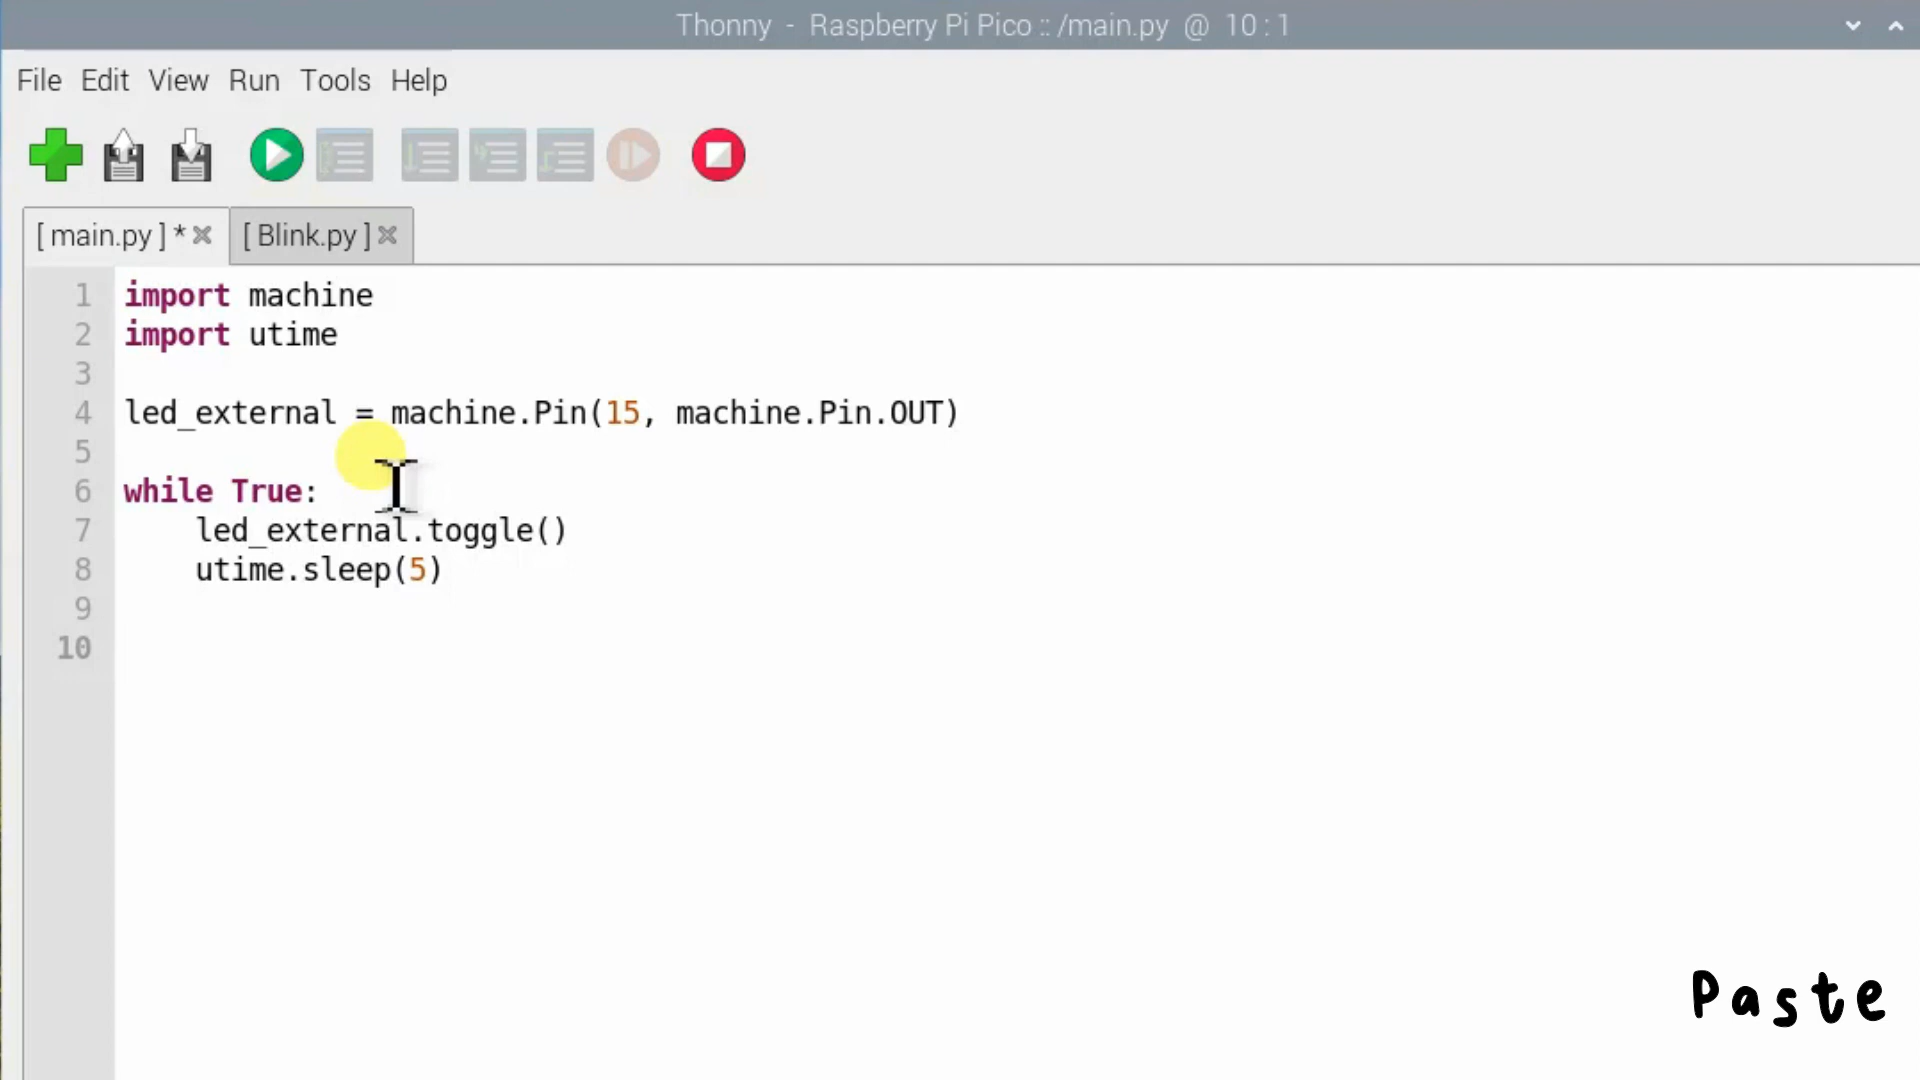 Thonny - Raspberry Pi Pico :: /main.py @ 10 : 1
File Edit View Run Tools Help
[ main.py ] * [ Blink.py ]
1 import machine
2 import utime
3
4 led_external = machine.Pin(15, machine.Pin.OUT)
5
6 while True:
7     led_external.toggle()
8     utime.sleep(5)
9
10
Paste